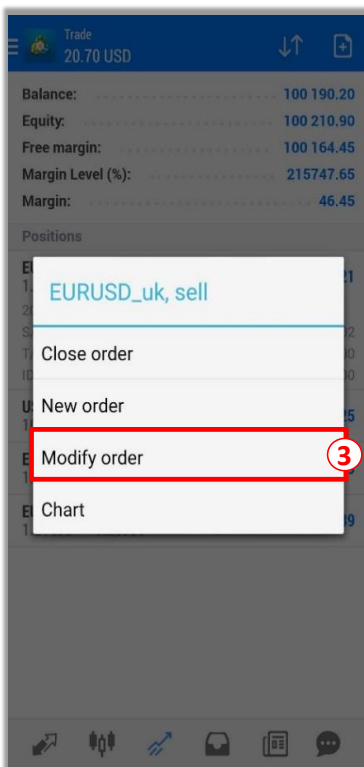 Trade
20.70 USD
Balance: 100 190.20
Equity: 100 210.90
Free margin: 100 164.45
Margin Level (%): 215747.65
Margin: 46.45
Positions
EURUSD_uk, sell
Close order
New order
Modify order
3
Chart